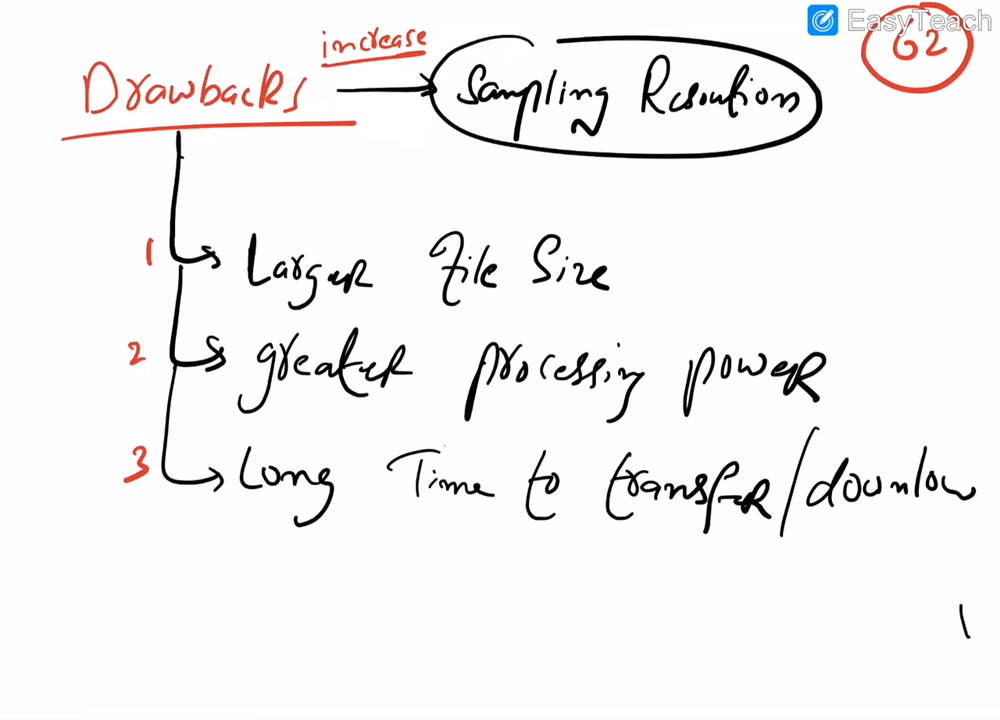 EasyTeach
62
increase
Drawbacks → Sampling Resoution
1 Larger File Size
2 greater processing power
3 Long Time to transfer/downlow